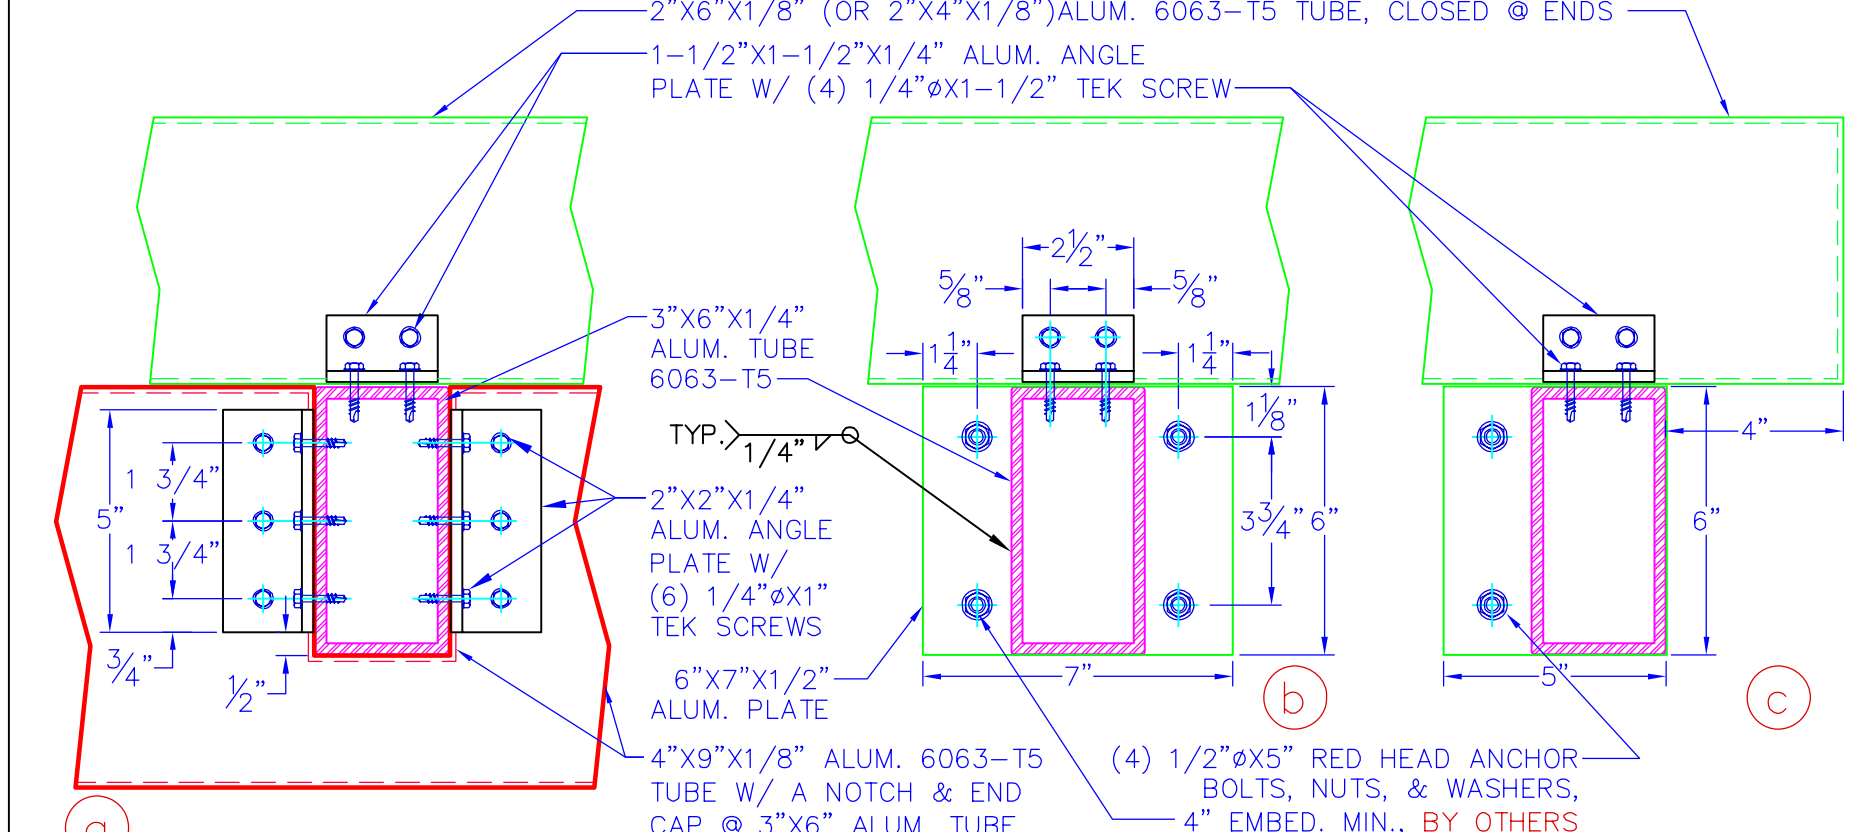 2"X6"X1/8" (OR 2"X4"X1/8")ALUM. 6063-T5 TUBE, CLOSED @ ENDS
1-1/2"X1-1/2"X1/4" ALUM. ANGLE
PLATE W/ (4) 1/4"øX1-1/2" TEK SCREW
2½"
5/8"
5/8"
3"X6"X1/4"
ALUM. TUBE
6063-T5
1¼"
1¼"
1⅛"
TYP.
1/4"
4"
1 3/4"
5"
1 3/4"
3/4"
½"
2"X2"X1/4"
ALUM. ANGLE
PLATE W/
(6) 1/4"øX1"
TEK SCREWS
3¾"
6"
6"
6"X7"X1/2"
ALUM. PLATE
7"
5"
b
c
4"X9"X1/8" ALUM. 6063-T5
TUBE W/ A NOTCH & END
CAP @ 3"X6" ALUM. TUBE
(4) 1/2"øX5" RED HEAD ANCHOR
BOLTS, NUTS, & WASHERS,
4" EMBED. MIN., BY OTHERS
a